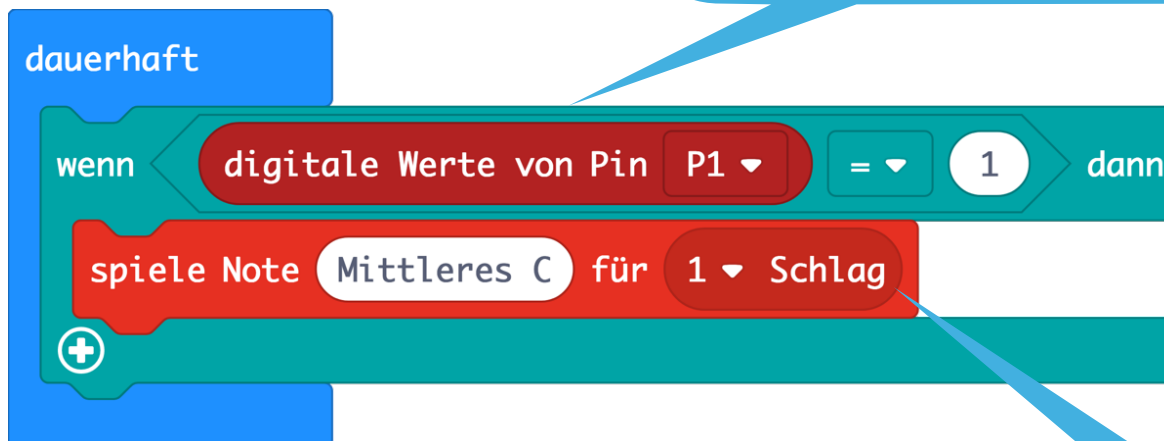 dauerhaft
wenn digitale Werte von Pin P1 = 1 dann
spiele Note Mittleres C für 1 Schlag